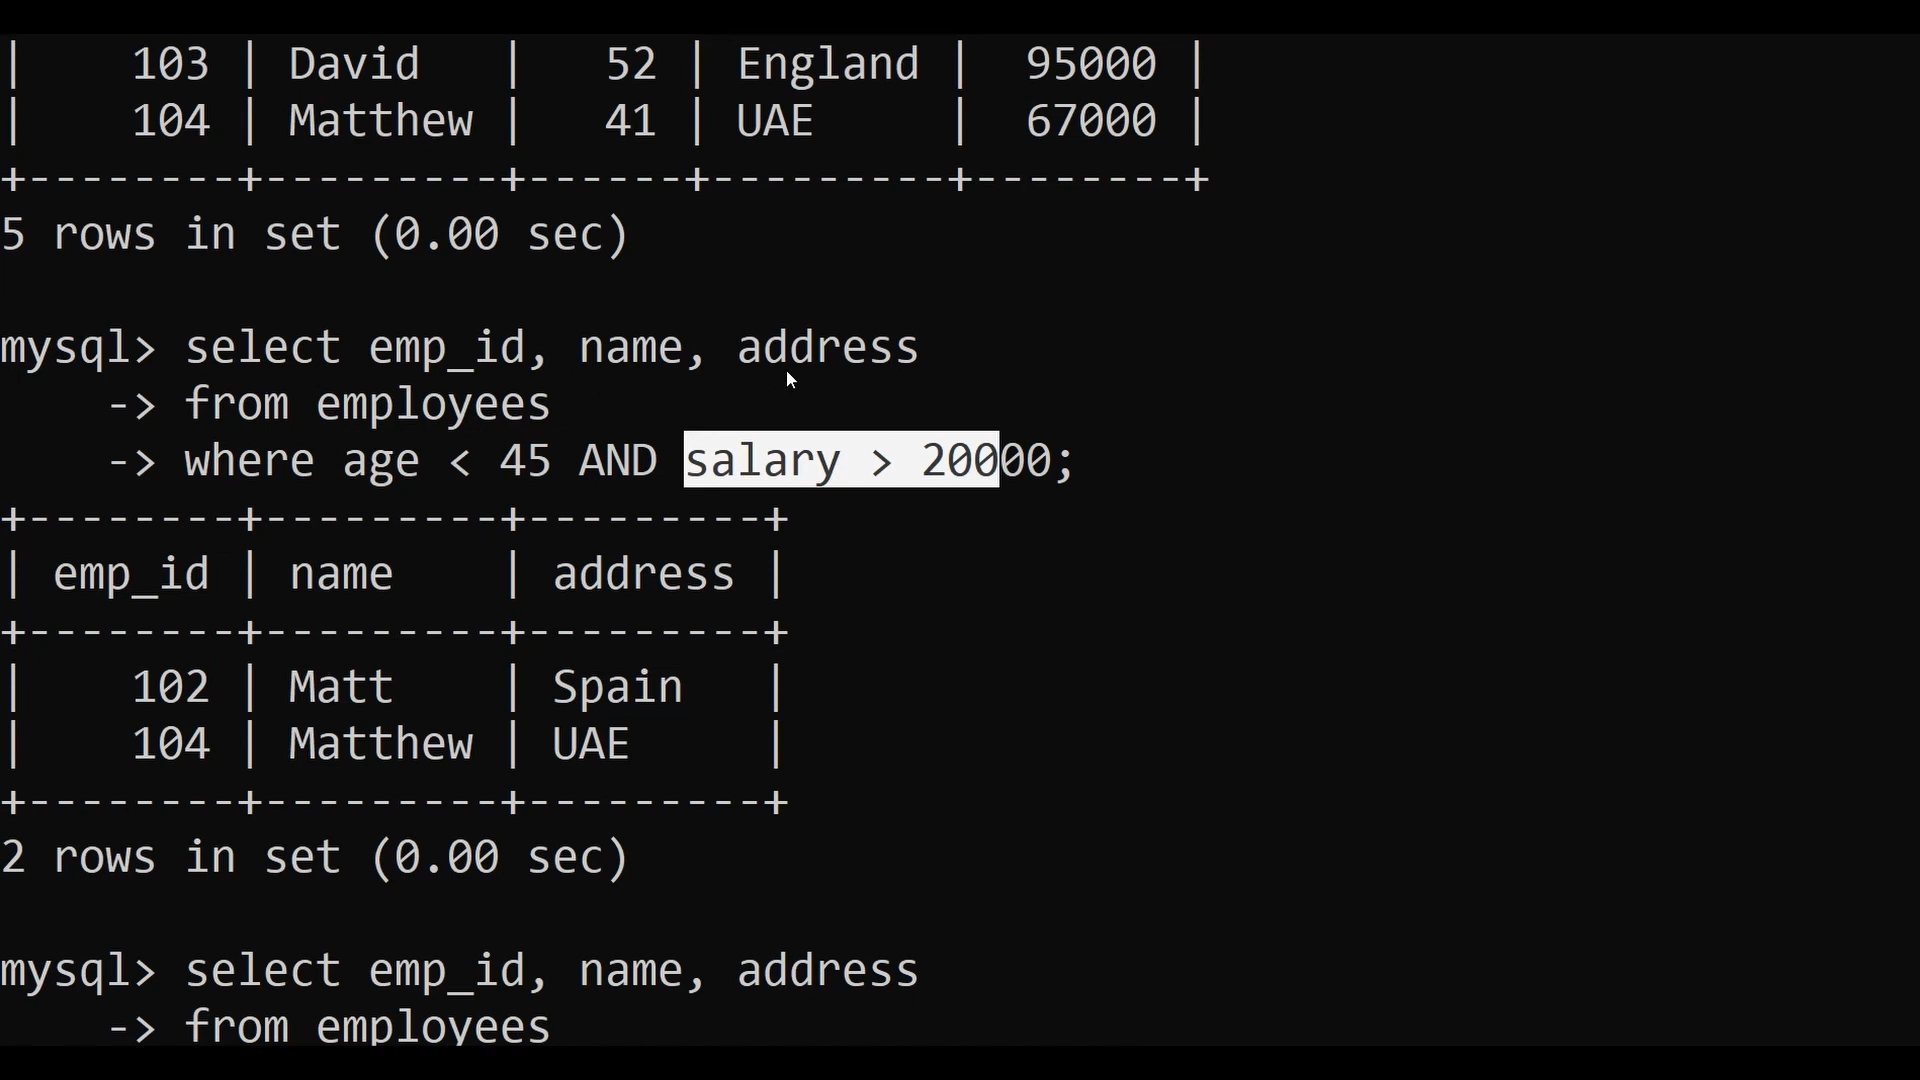 |    103 | David   |   52 | England |  95000 |
|    104 | Matthew |   41 | UAE     |  67000 |
+--------+---------+------+---------+--------+
5 rows in set (0.00 sec)
mysql> select emp_id, name, address
    -> from employees
    -> where age < 45 AND salary > 20000;
+--------+---------+---------+
| emp_id | name    | address |
+--------+---------+---------+
|    102 | Matt    | Spain   |
|    104 | Matthew | UAE     |
+--------+---------+---------+
2 rows in set (0.00 sec)
mysql> select emp_id, name, address
    -> from employees